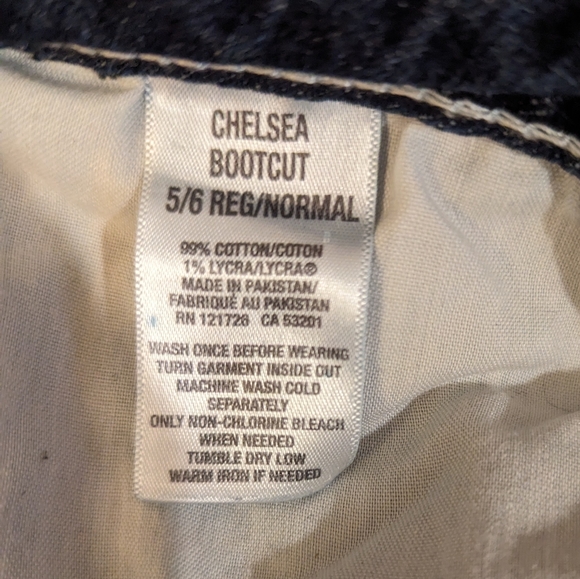 CHELSEA
BOOTCUT
5/6 REG/NORMAL
99% COTTON/COTON
1% LYCRA/LYCRA®
MADE IN PAKISTAN/
FABRIQUÉ AU PAKISTAN
RN 121726 CA 53201
WASH ONCE BEFORE WEARING
TURN GARMENT INSIDE OUT
MACHINE WASH COLD
SEPARATELY
ONLY NON-CHLORINE BLEACH
WHEN NEEDED
TUMBLE DRY LOW
WARM IRON IF NEEDED